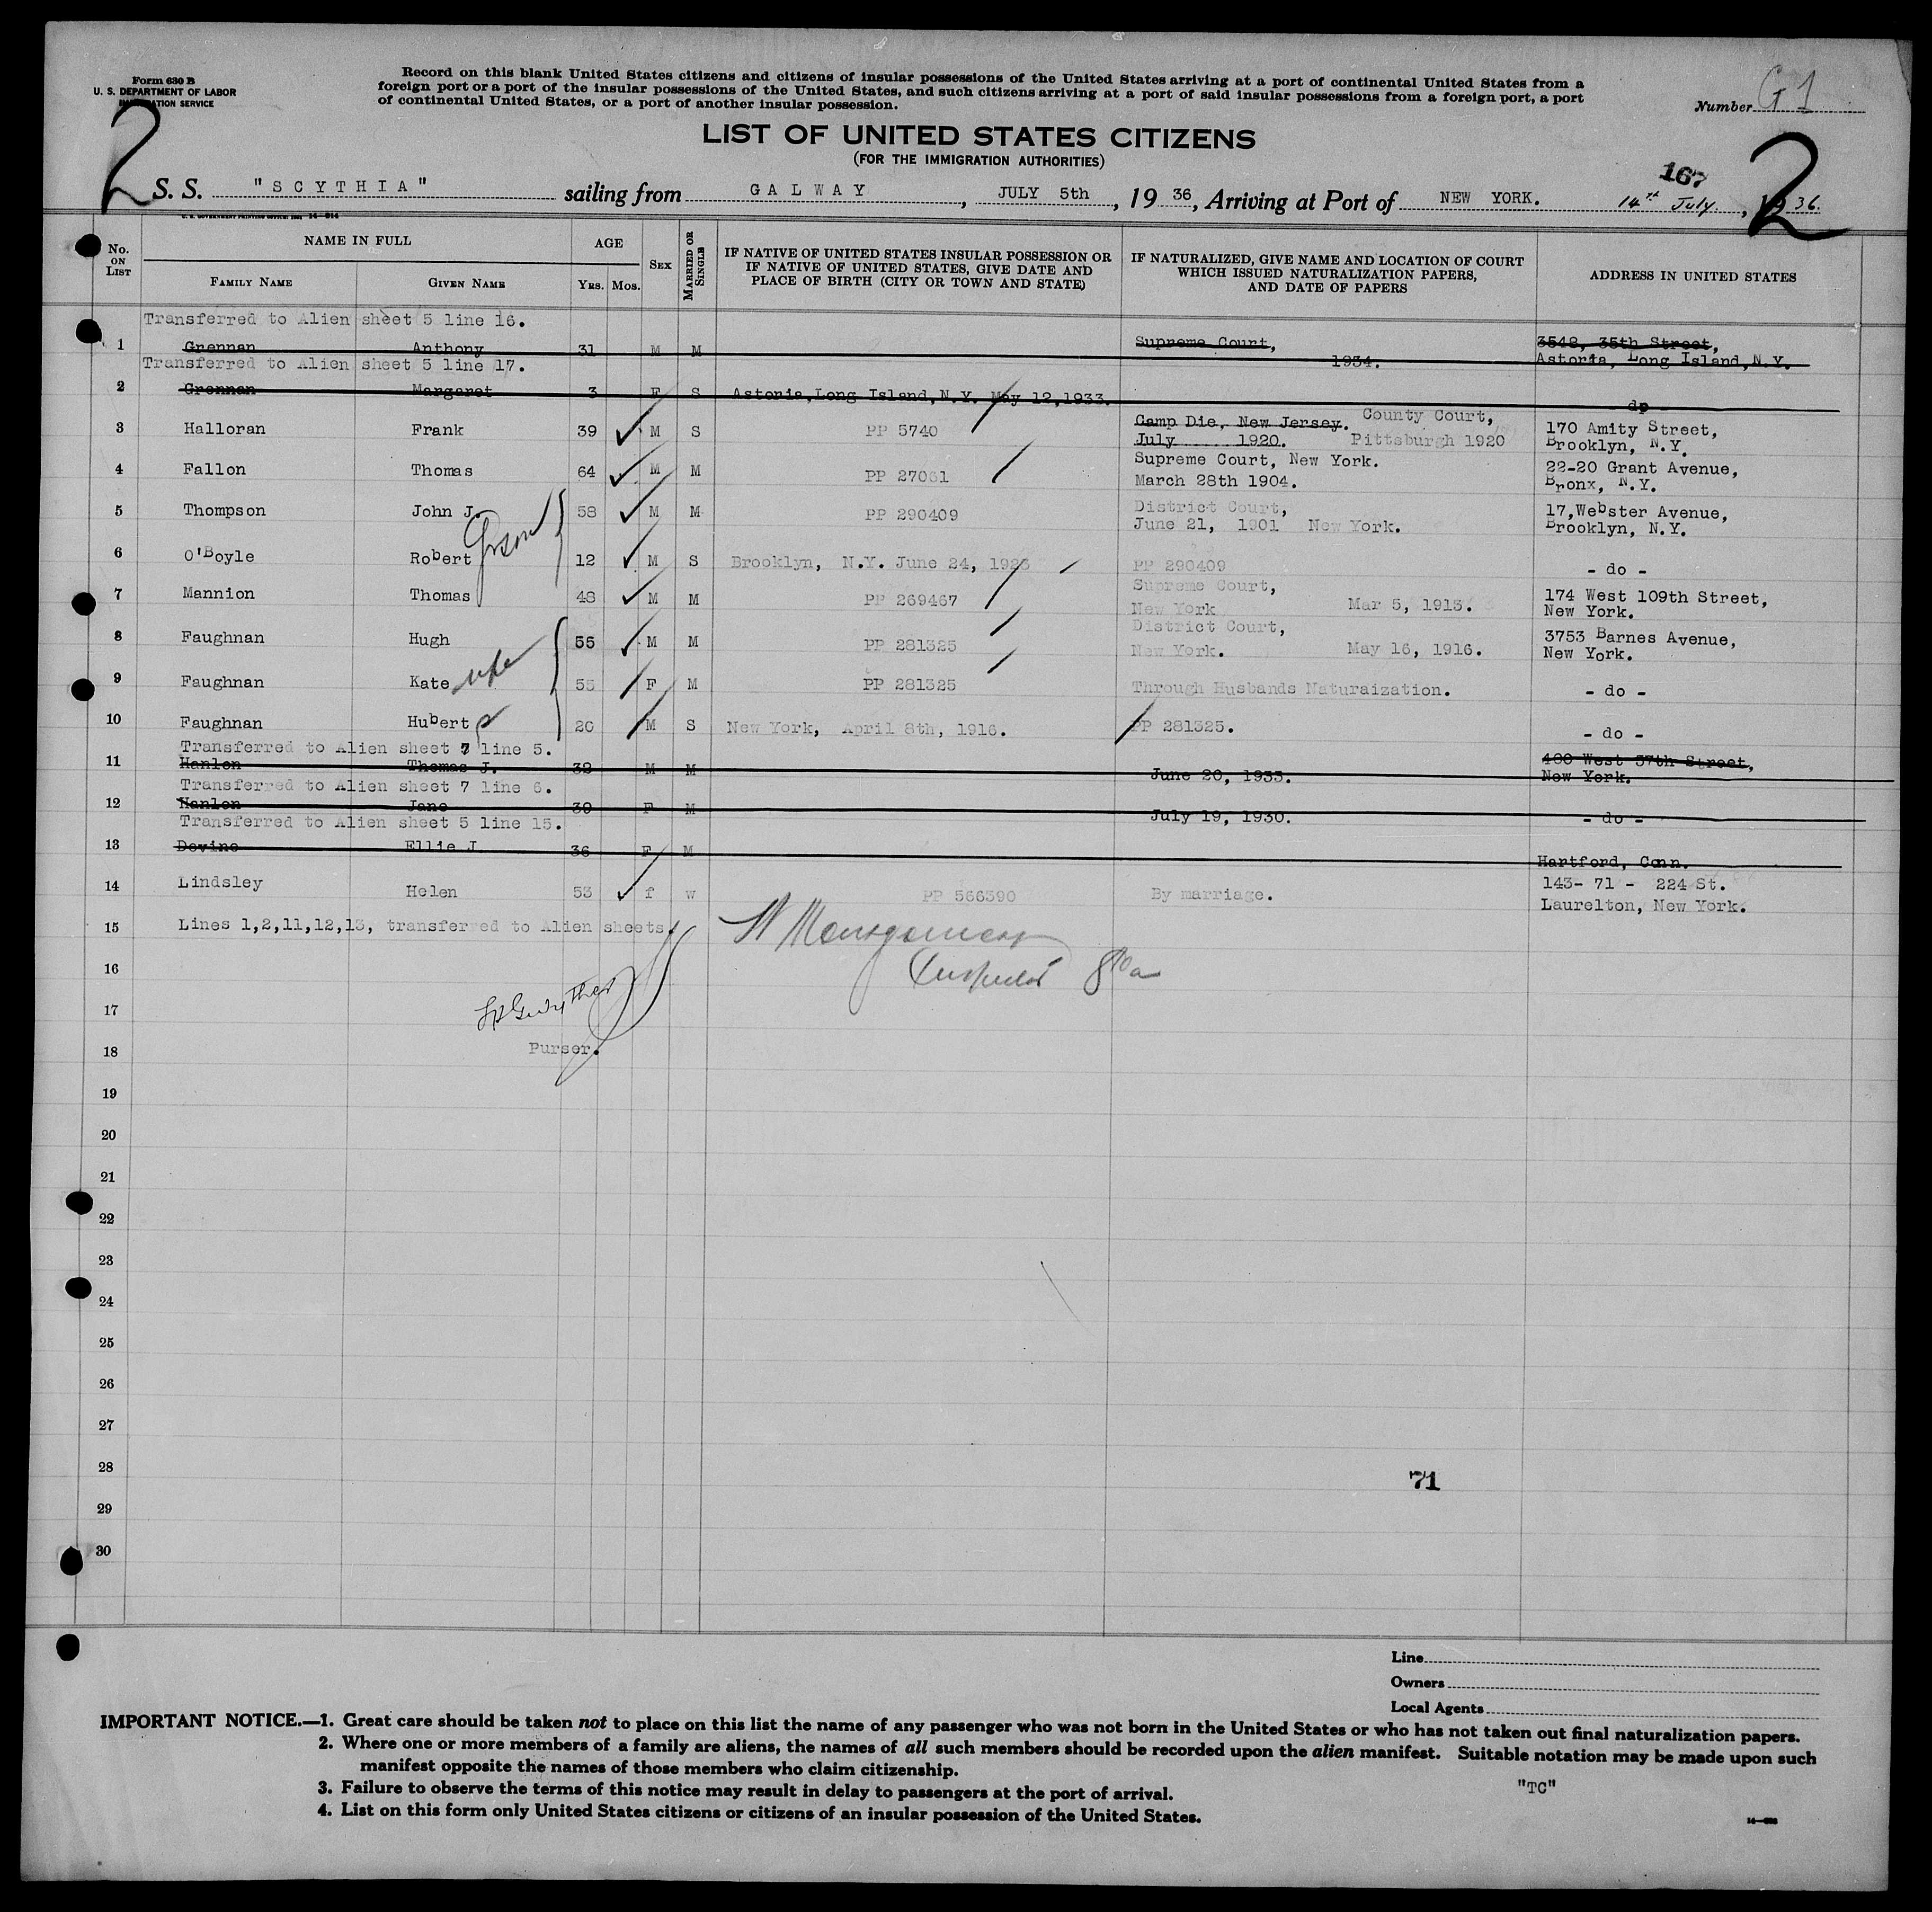 Form 630 B
U. S. DEPARTMENT OF LABOR
IMMIGRATION SERVICE
Record on this blank United States citizens and citizens of insular possessions of the United States arriving at a port of continental United States from a
foreign port or a port of the insular possessions of the United States, and such citizens arriving at a port of said insular possessions from a foreign port, a port
of continental United States, or a port of another insular possession.
Number G 1
LIST OF UNITED STATES CITIZENS
(FOR THE IMMIGRATION AUTHORITIES)
2 167 2
S. S. "SCYTHIA" sailing from GALWAY, JULY 5th, 19 36, Arriving at Port of NEW YORK. 14th July., 1936.
No. ON LIST
NAME IN FULL
FAMILY NAME GIVEN NAME
AGE
YRS. MOS.
SEX
MARRIED OR SINGLE
IF NATIVE OF UNITED STATES INSULAR POSSESSION OR
IF NATIVE OF UNITED STATES, GIVE DATE AND
PLACE OF BIRTH (CITY OR TOWN AND STATE)
IF NATURALIZED, GIVE NAME AND LOCATION OF COURT
WHICH ISSUED NATURALIZATION PAPERS,
AND DATE OF PAPERS
ADDRESS IN UNITED STATES
Transferred to Alien sheet 5 line 16.
1 Grennan Anthony 31 M M Supreme Court, 1934. 3548, 35th Street,
Astoria, Long Island, N.Y.
Transferred to Alien sheet 5 line 17.
2 Grennan Margaret 3 F S Astoria, Long Island, N.Y. May 12, 1933. - do -
3 Halloran Frank 39 M S PP 5740 Camp Die, New Jersey. County Court,
July 1920. Pittsburgh 1920
170 Amity Street,
Brooklyn, N.Y.
4 Fallon Thomas 64 M M PP 27061 Supreme Court, New York.
March 28th 1904.
22-20 Grant Avenue,
Bronx, N.Y.
5 Thompson John J. 58 M M PP 290409 District Court,
June 21, 1901 New York.
17, Webster Avenue,
Brooklyn, N.Y.
Grson
6 O'Boyle Robert 12 M S Brooklyn, N.Y. June 24, 1923 PP 290409 - do -
7 Mannion Thomas 48 M M PP 269467 Supreme Court,
New York Mar 5, 1913.
174 West 109th Street,
New York.
8 Faughnan Hugh 55 M M PP 281325 District Court,
New York. May 16, 1916.
3753 Barnes Avenue,
New York.
9 Faughnan Kate wife 55 F M PP 281325 Through Husbands Naturaization. - do -
10 Faughnan Hubert s 20 M S New York, April 8th, 1916. PP 281325. - do -
Transferred to Alien sheet 7 line 5.
11 Hanlon Thomas J. 38 M M June 20, 1933. 400 West 57th Street,
New York.
Transferred to Alien sheet 7 line 6.
12 Hanlon Jane 30 F M July 19, 1930. - do -
Transferred to Alien sheet 5 line 15.
13 Devine Ellie J 36 F M Hartford, Conn.
14 Lindsley Helen 53 f w PP 566390 By marriage. 143- 71 - 224 St.
Laurelton, New York.
15 Lines 1,2,11,12,13, transferred to Alien sheets.
Montgomery
16 Inspector
17
18 Purser.
19
20
21
22
23
24
25
26
27
28 71
29
30
Line
Owners
Local Agents
IMPORTANT NOTICE.—1. Great care should be taken not to place on this list the name of any passenger who was not born in the United States or who has not taken out final naturalization papers.
2. Where one or more members of a family are aliens, the names of all such members should be recorded upon the alien manifest. Suitable notation may be made upon such
manifest opposite the names of those members who claim citizenship.
3. Failure to observe the terms of this notice may result in delay to passengers at the port of arrival.
"TC"
4. List on this form only United States citizens or citizens of an insular possession of the United States.